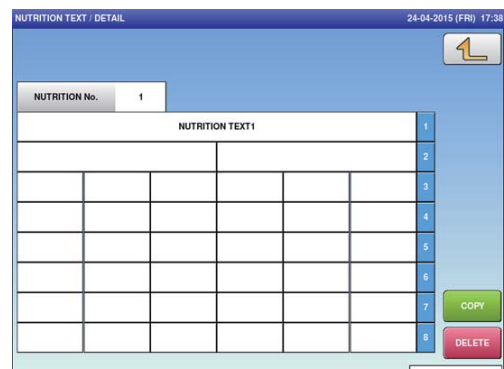 NUTRITION TEXT / DETAIL 24-04-2015 (FRI) 17:38
NUTRITION No. 1
NUTRITION TEXT1 1
2
3
4
5
6
7 COPY
8 DELETE